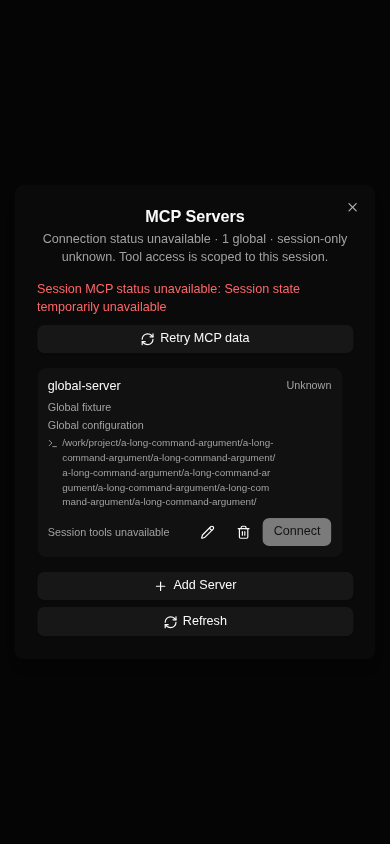 MCP Servers
Connection status unavailable · 1 global · session-only
unknown. Tool access is scoped to this session.
Session MCP status unavailable: Session state
temporarily unavailable
Retry MCP data
global-server
Unknown
Global fixture
Global configuration
/work/project/a-long-command-argument/a-long-
command-argument/a-long-command-argument/
a-long-command-argument/a-long-command-ar
gument/a-long-command-argument/a-long-com
mand-argument/a-long-command-argument/
Session tools unavailable
Connect
Add Server
Refresh